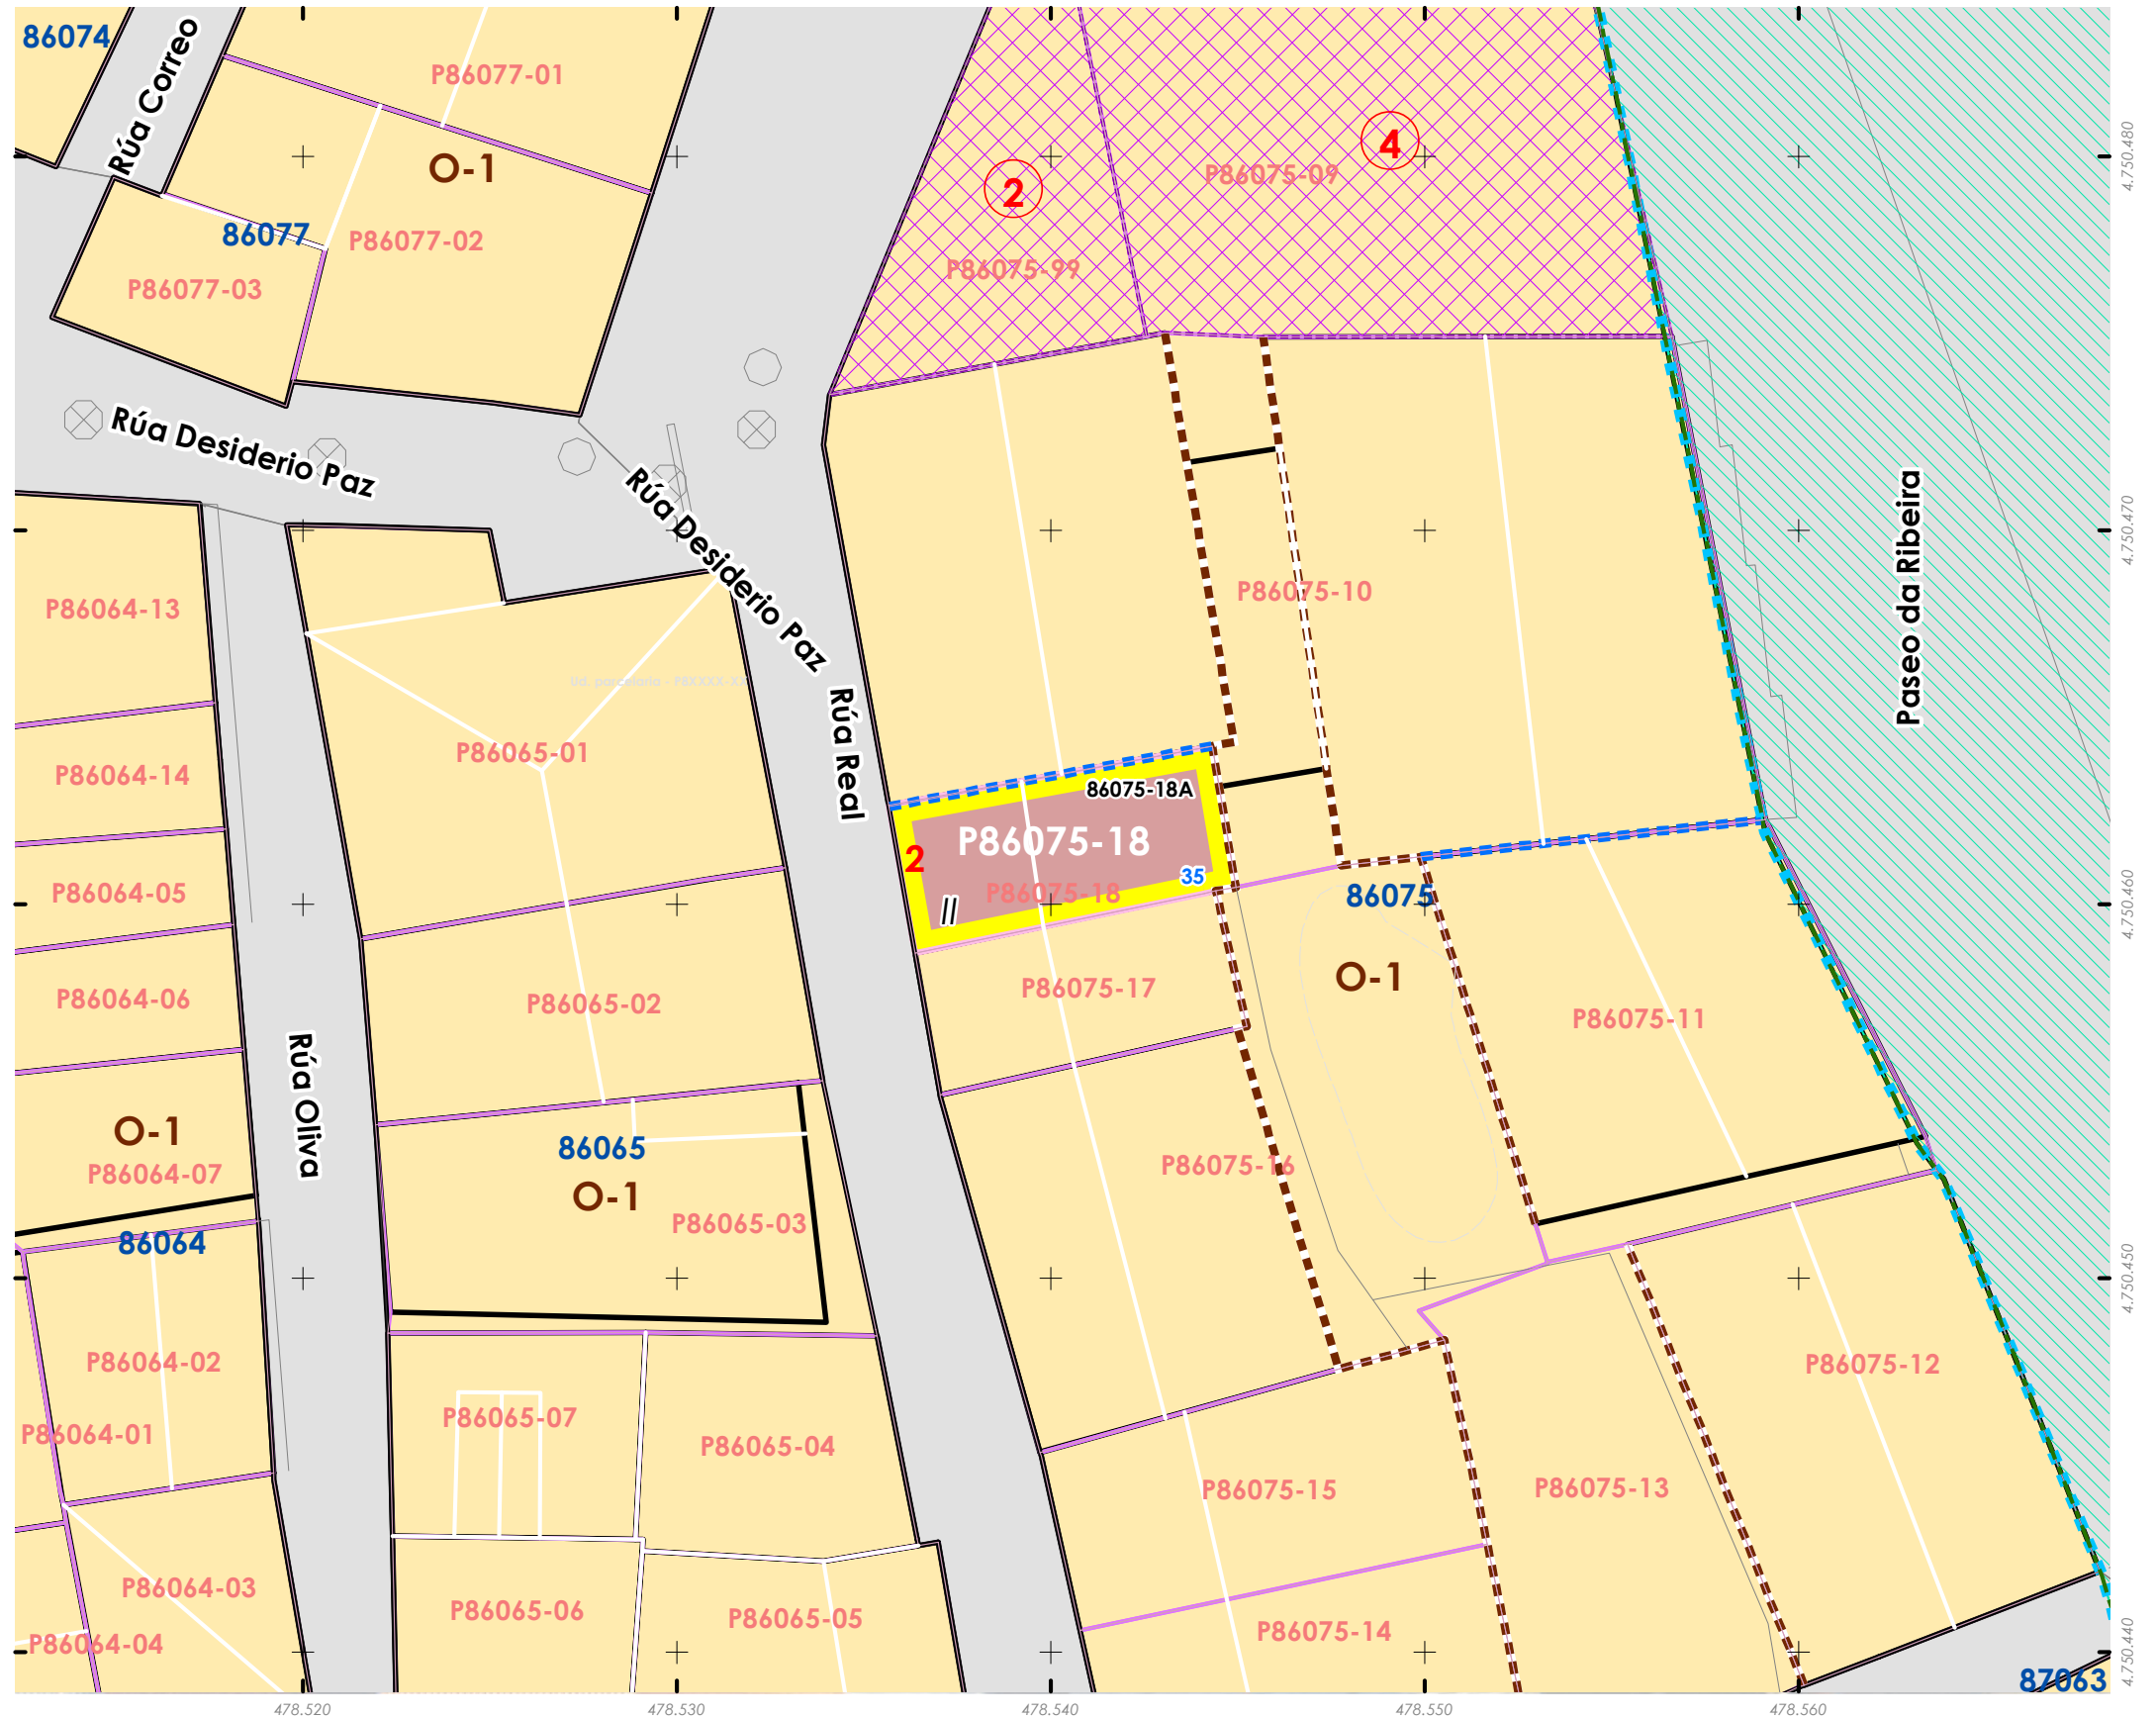 86074
Rúa Correo
P86077-01
O-1
86077
P86077-02
P86077-03
2
4
P86075-09
P86075-99
4.750.480
Rúa Desiderio Paz
Rúa Desiderio Paz
4.750.470
Paseo da Ribeira
P86075-10
P86064-13
Ud. parcelaria - P8XXXX-XX
Rúa Real
P86065-01
P86064-14
86075-18A
P86075-18
2
35
P86075-18
II
86075
P86064-05
4.750.460
O-1
P86075-17
P86064-06
P86065-02
P86075-11
Rúa Oliva
O-1
86065
P86064-07
O-1
P86075-16
P86065-03
86064
4.750.450
P86064-02
P86075-12
P86064-01
P86065-07
P86065-04
P86075-15
P86075-13
P86064-03
P86065-06
P86065-05
P86075-14
P86064-04
4.750.440
87063
478.520
478.530
478.540
478.550
478.560